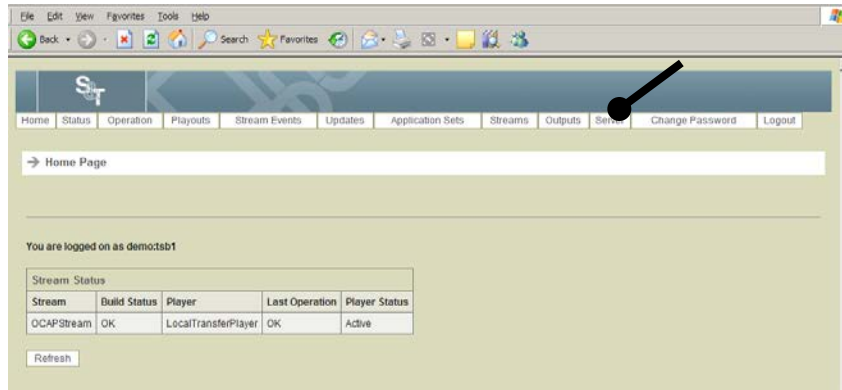 File Edit View Favorites Tools Help
Back Search Favorites
S&T
Home Status Operation Playouts Stream Events Updates Application Sets Streams Outputs Server Change Password Logout
Home Page
You are logged on as demo:tsb1
Stream Status
Stream Build Status Player Last Operation Player Status
OCAPStream OK LocalTransferPlayer OK Active
Refresh